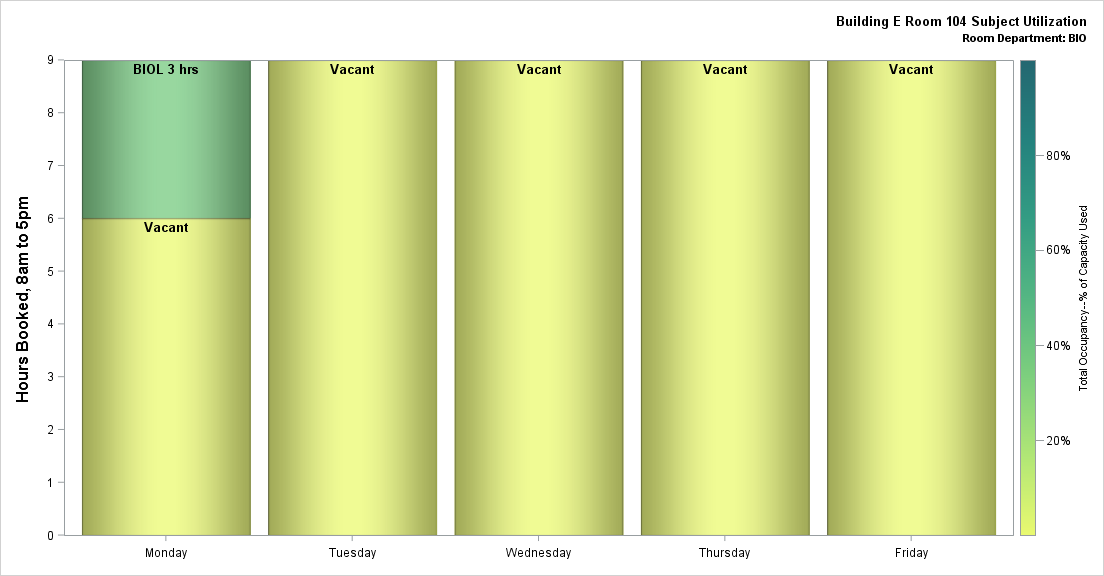 Building E Room 104 Subject Utilization
Room Department: BIO
Hours Booked, 8am to 5pm
9
8
7
6
5
4
3
2
1
0
BIOL 3 hrs
Vacant
Vacant
Vacant
Vacant
Vacant
Monday
Tuesday
Wednesday
Thursday
Friday
80%
60%
40%
20%
Total Occupancy--% of Capacity Used